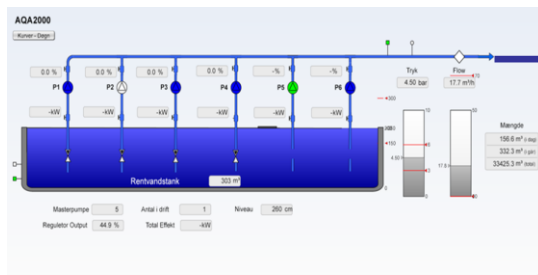 AQA2000
Kurver - Døgn
Tryk Flow
0.0 % 0.0 % 0.0 % 0.0 % -% -%
4.50 bar 17.7 m³/h
P1 P2 P3 P4 P5 P6
-kW -kW -kW -kW -kW -kW
Mængde
156.6 m³
332.3 m³
33425.3 m³
Rentvandstank 303 m³
Masterpumpe 5 Antal i drift 1 Niveau 260 cm
Regulator Output 44.9 % Total Effekt -kW